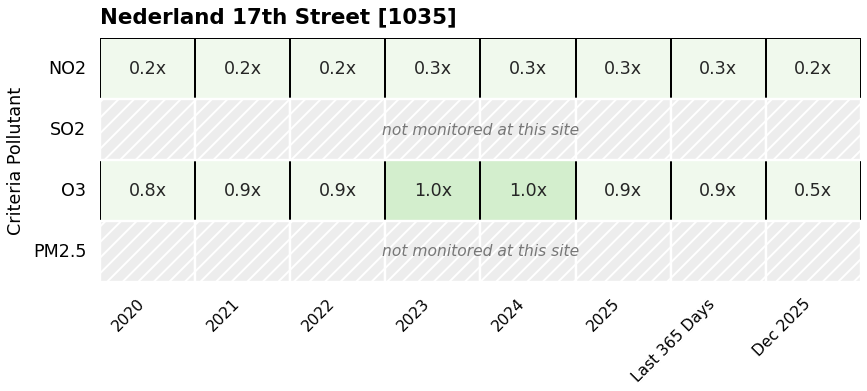 Nederland 17th Street [1035]
Criteria Pollutant
NO2 0.2x 0.2x 0.2x 0.3x 0.3x 0.3x 0.3x 0.2x
SO2 not monitored at this site
O3 0.8x 0.9x 0.9x 1.0x 1.0x 0.9x 0.9x 0.5x
PM2.5 not monitored at this site
2020 2021 2022 2023 2024 2025 Last 365 Days Dec 2025